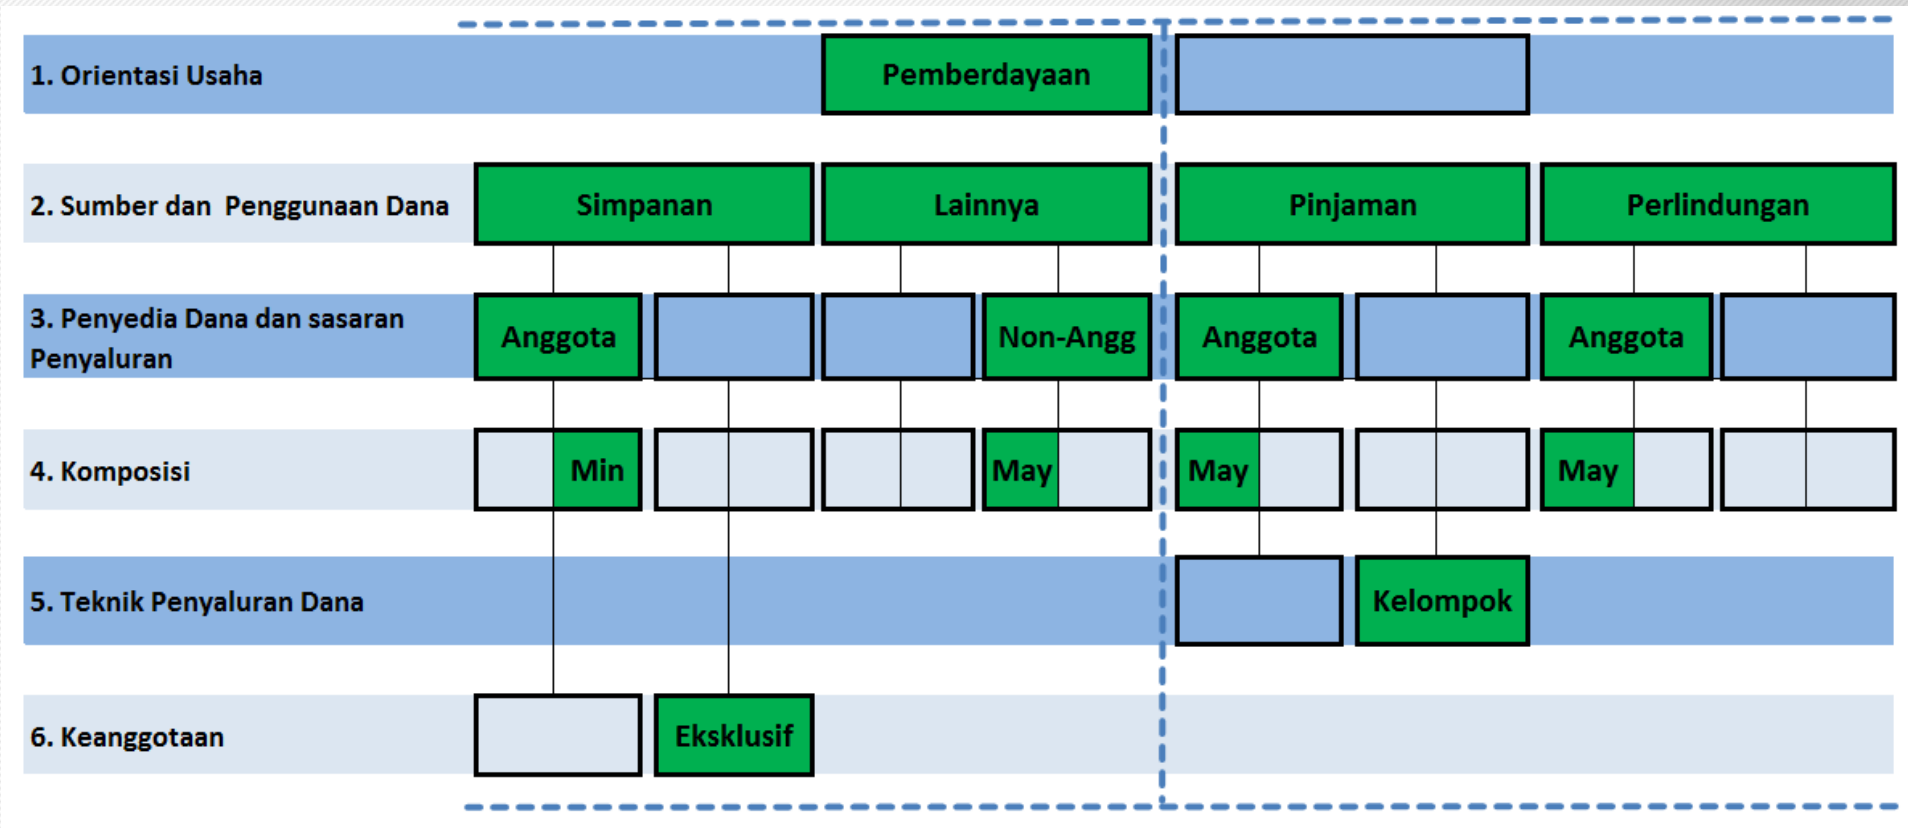 1. Orientasi Usaha
Pemberdayaan
2. Sumber dan Penggunaan Dana
Simpanan
Lainnya
Pinjaman
Perlindungan
3. Penyedia Dana dan sasaran
Penyaluran
Anggota
Non-Angg
Anggota
Anggota
4. Komposisi
Min
May
May
May
5. Teknik Penyaluran Dana
Kelompok
6. Keanggotaan
Eksklusif